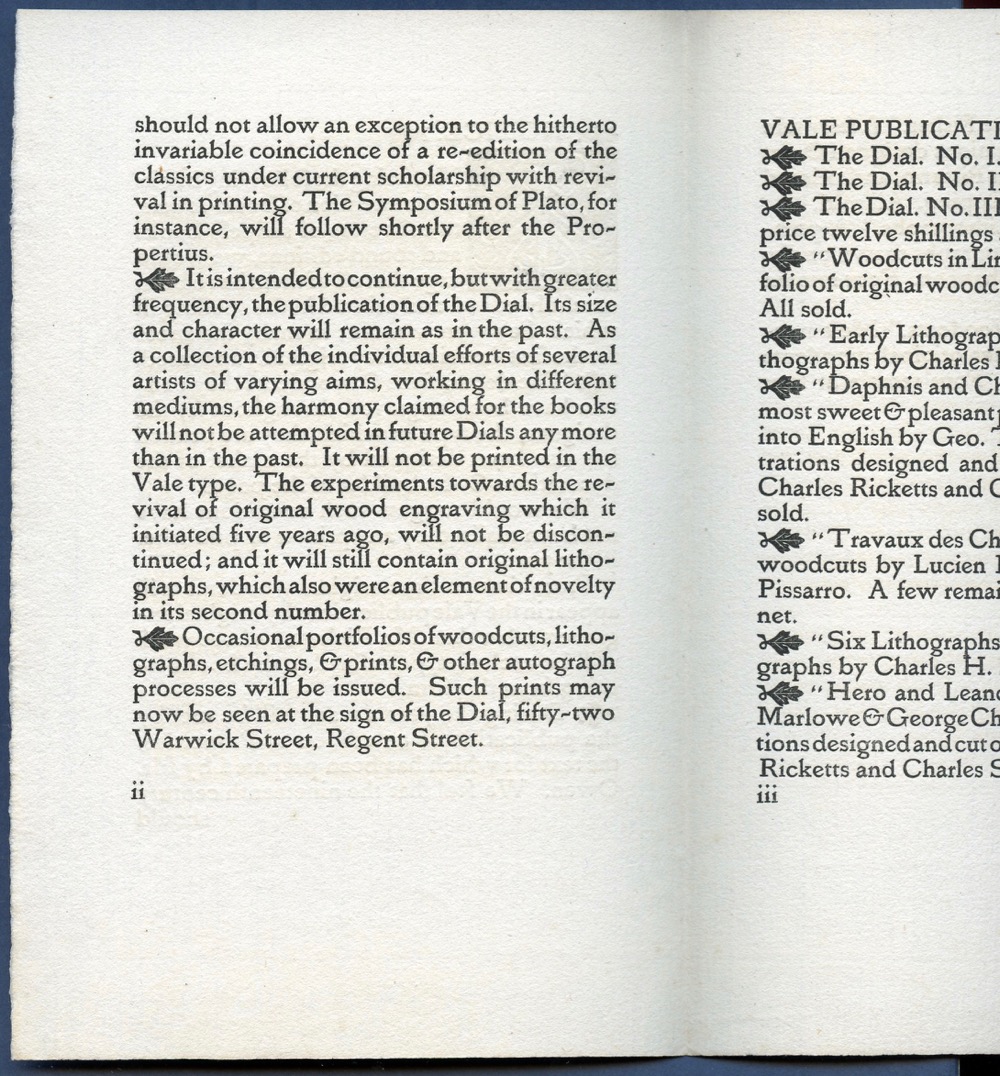 should not allow an exception to the hitherto
invariable coincidence of a re-edition of the
classics under current scholarship with revi-
val in printing. The Symposium of Plato, for
instance, will follow shortly after the Pro-
pertius.
It is intended to continue, but with greater
frequency, the publication of the Dial. Its size
and character will remain as in the past. As
a collection of the individual efforts of several
artists of varying aims, working in different
mediums, the harmony claimed for the books
will not be attempted in future Dials any more
than in the past. It will not be printed in the
Vale type. The experiments towards the re-
vival of original wood engraving which it
initiated five years ago, will not be discon-
tinued; and it will still contain original litho-
graphs, which also were an element of novelty
in its second number.
Occasional portfolios of woodcuts, litho-
graphs, etchings, & prints, & other autograph
processes will be issued. Such prints may
now be seen at the sign of the Dial, fifty-two
Warwick Street, Regent Street.
ii
VALE PUBLICATI
The Dial. No. I.
The Dial. No. II
The Dial. No. III
price twelve shillings
"Woodcuts in Lin
folio of original woodc
All sold.
"Early Lithograp
thographs by Charles
"Daphnis and Ch
most sweet & pleasant
into English by Geo.
trations designed and
Charles Ricketts and C
sold.
"Travaux des Ch
woodcuts by Lucien
Pissarro. A few remai
net.
"Six Lithographs
graphs by Charles H.
"Hero and Leand
Marlowe & George Ch
tions designed and cut o
Ricketts and Charles S
iii